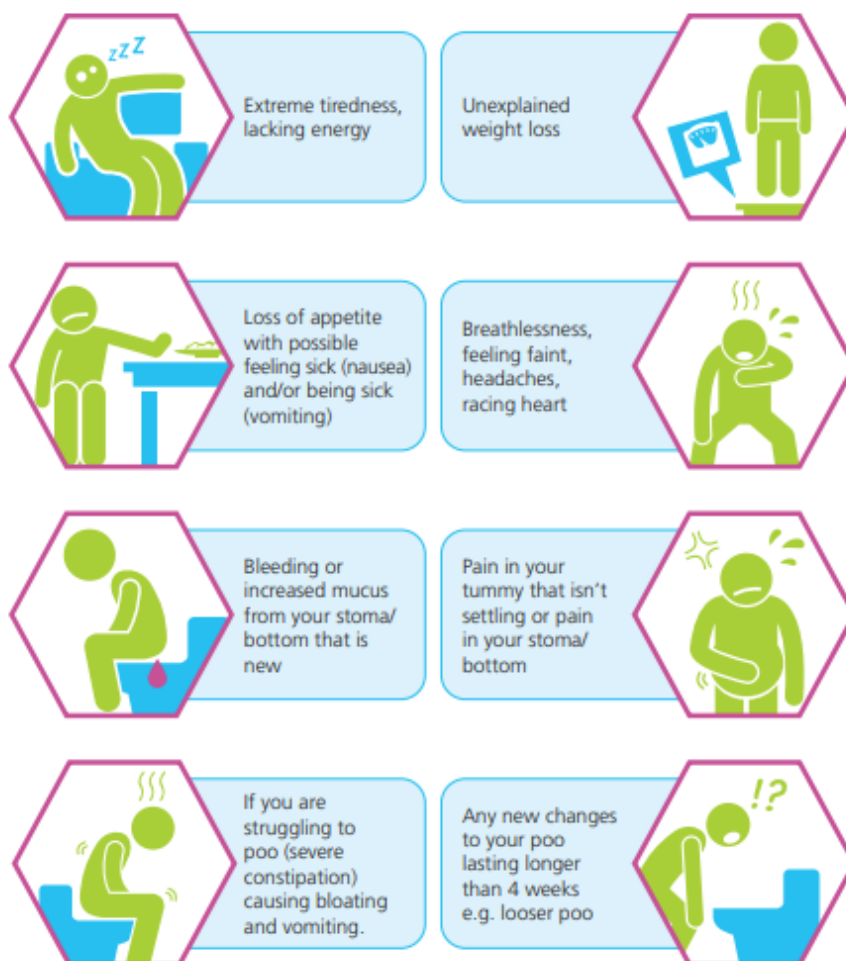 zzZ
Extreme tiredness,
lacking energy
Unexplained
weight loss
Loss of appetite
with possible
feeling sick (nausea)
and/or being sick
(vomiting)
Breathlessness,
feeling faint,
headaches,
racing heart
Bleeding or
increased mucus
from your stoma/
bottom that is
new
Pain in your
tummy that isn’t
settling or pain
in your stoma/
bottom
If you are
struggling to
poo (severe
constipation)
causing bloating
and vomiting.
Any new changes
to your poo
lasting longer
than 4 weeks
e.g. looser poo
!?